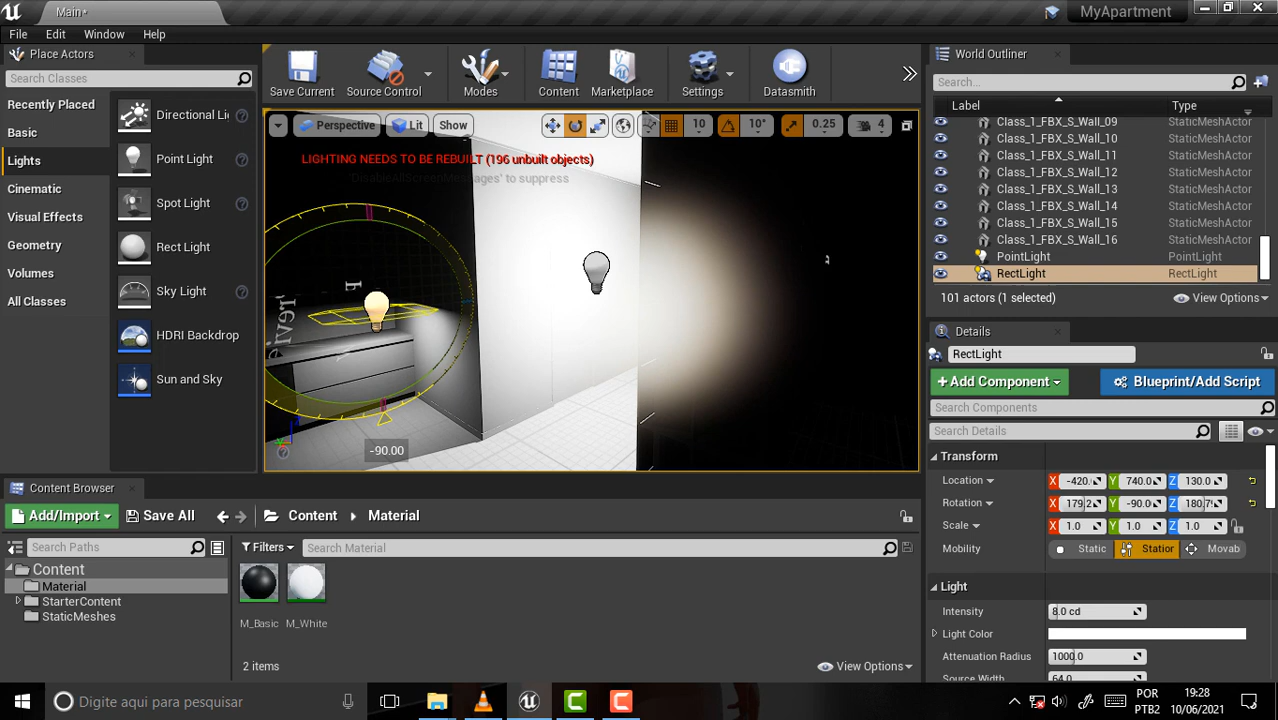 Main*
MyApartment
File Edit Window Help
Place Actors
Search Classes
Recently Placed
Basic
Lights
Cinematic
Visual Effects
Geometry
Volumes
All Classes
Directional Li
Point Light
Spot Light
Rect Light
Sky Light
HDRI Backdrop
Sun and Sky
Save Current
Source Control
Modes
Content
Marketplace
Settings
Datasmith
Perspective Lit Show 10 10° 0.25 4
LIGHTING NEEDS TO BE REBUILT (196 unbuilt objects)
'DisableAllScreenMessages' to suppress
-90.00
World Outliner
Search...
Label Type
Class_1_FBX_S_Wall_09 StaticMeshActor
Class_1_FBX_S_Wall_10 StaticMeshActor
Class_1_FBX_S_Wall_11 StaticMeshActor
Class_1_FBX_S_Wall_12 StaticMeshActor
Class_1_FBX_S_Wall_13 StaticMeshActor
Class_1_FBX_S_Wall_14 StaticMeshActor
Class_1_FBX_S_Wall_15 StaticMeshActor
Class_1_FBX_S_Wall_16 StaticMeshActor
PointLight PointLight
RectLight RectLight
101 actors (1 selected) View Options
Details
RectLight
+Add Component Blueprint/Add Script
Search Components
Search Details
Transform
Location X -420. Y 740.0 Z 130.0
Rotation X 179.2 Y -90.0 Z 180.7
Scale X 1.0 Y 1.0 Z 1.0
Mobility Static Station Movab
Light
Intensity 8.0 cd
Light Color
Attenuation Radius 1000.0
Source Width 64.0
Content Browser
Add/Import Save All Content Material
Search Paths
Filters Search Material
Content
Material
StarterContent
StaticMeshes
M_Basic M_White
2 items View Options
Digite aqui para pesquisar
POR
PTB2
19:28
10/06/2021